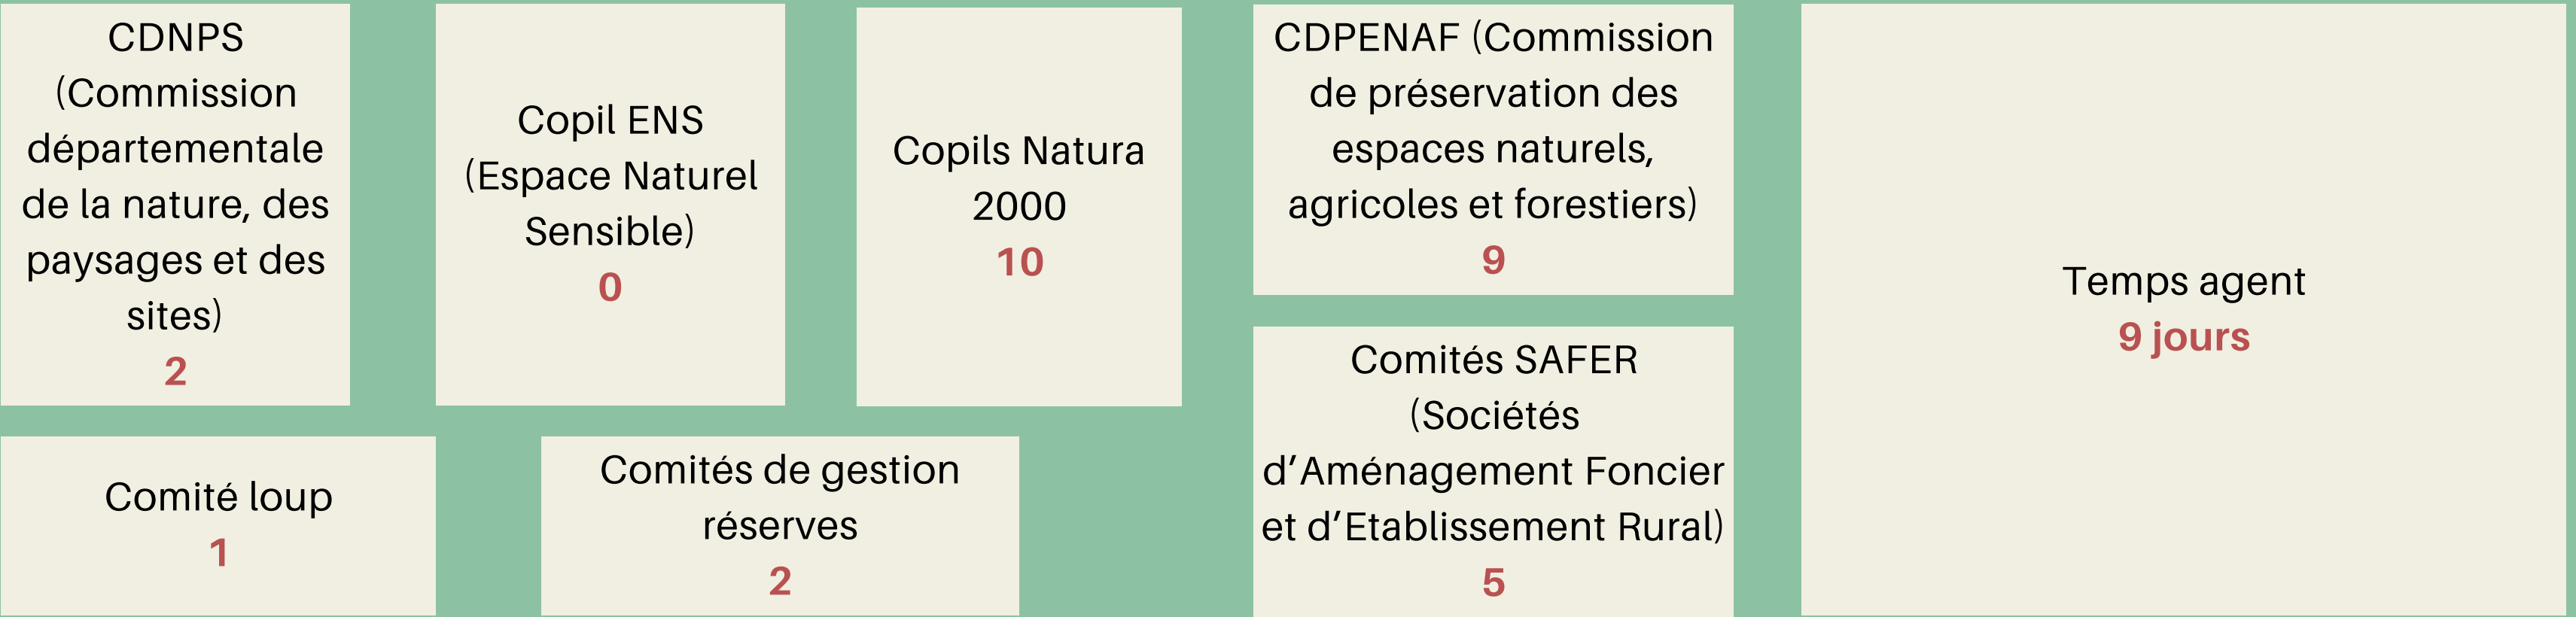 CDNPS
(Commission
départementale
de la nature, des
paysages et des
sites)
2
Copil ENS
(Espace Naturel
Sensible)
0
Copils Natura
2000
10
CDPENAF (Commission
de préservation des
espaces naturels,
agricoles et forestiers)
9
Temps agent
9 jours
Comité loup
1
Comités de gestion
réserves
2
Comités SAFER
(Sociétés
d’Aménagement Foncier
et d’Etablissement Rural)
5